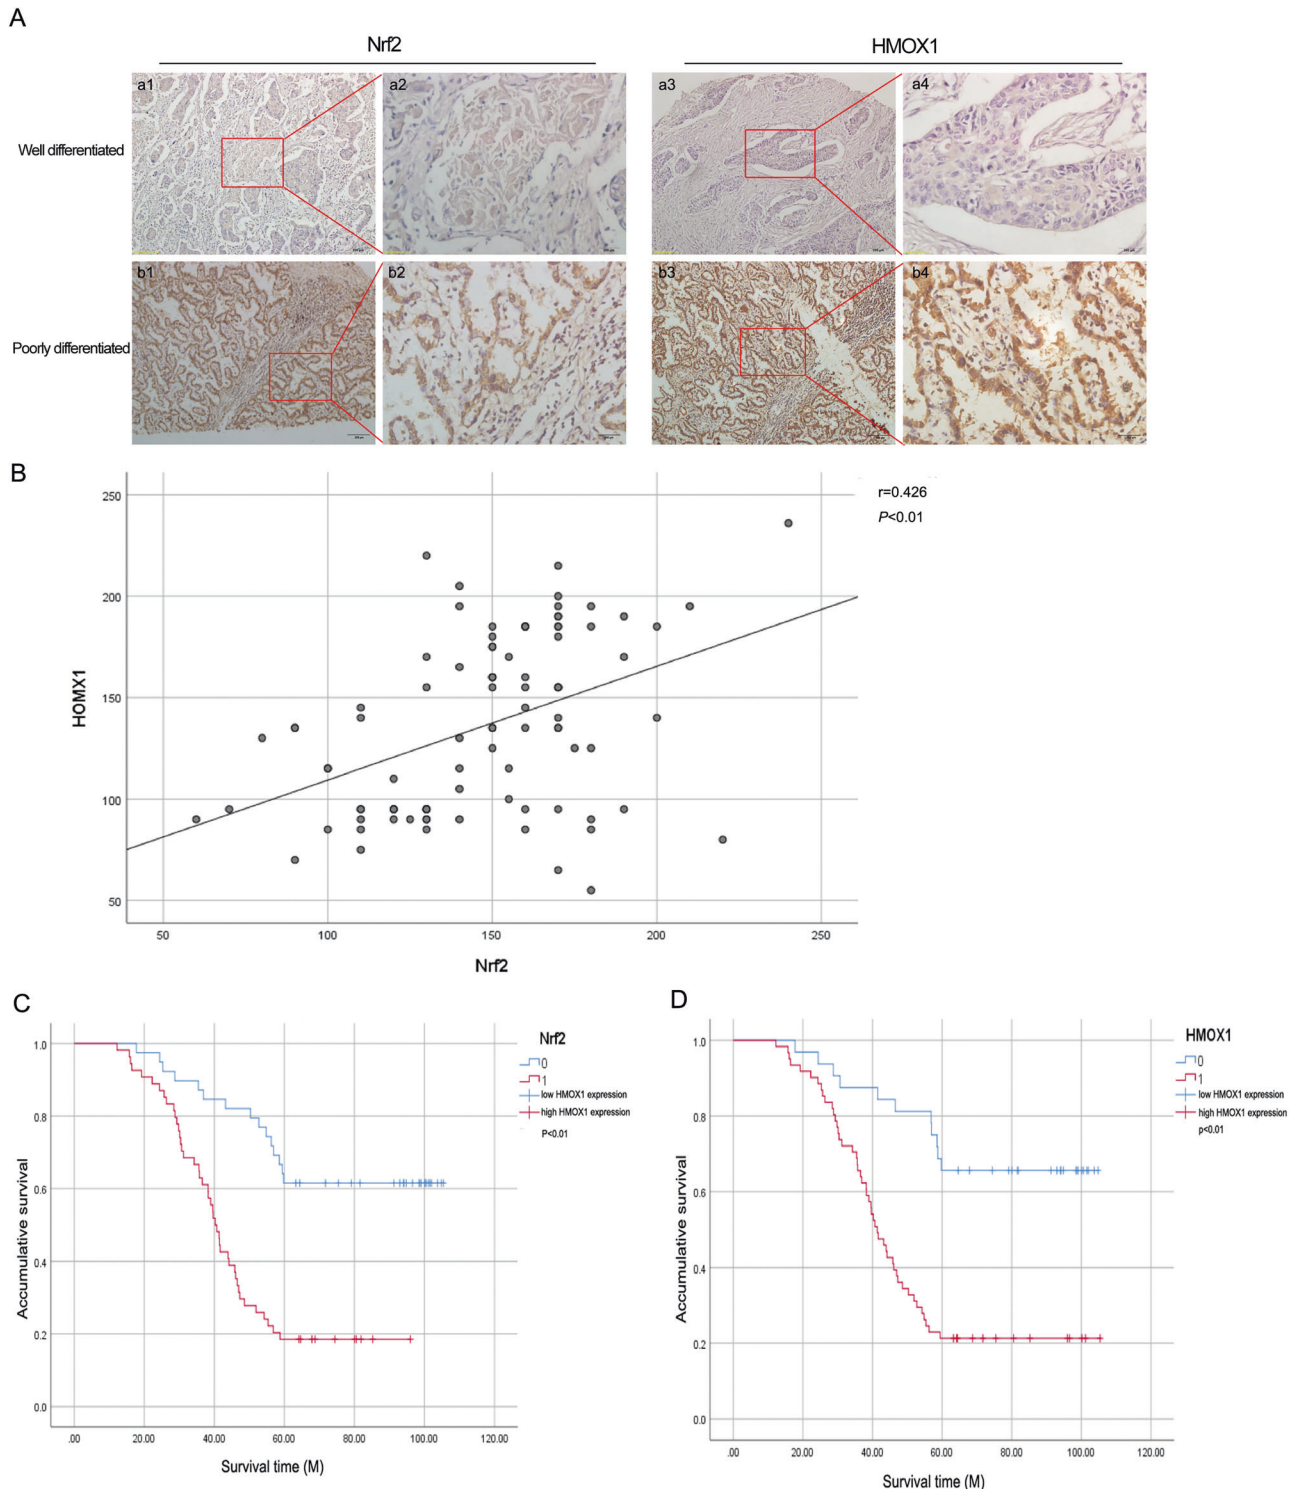 A
Nrf2
HMOX1
a1
a2
a3
a4
Well differentiated
b1
b2
b3
b4
Poorly differentiated
B
250
200
150
100
50
HOMX1
50
100
150
200
250
Nrf2
r=0.426
P<0.01
C
1.0
0.8
0.6
0.4
0.2
0.0
Accumulative survival
.00
20.00
40.00
60.00
80.00
100.00
120.00
Survival time (M)
Nrf2
0
1
low HMOX1 expression
high HMOX1 expression
P<0.01
D
1.0
0.8
0.6
0.4
0.2
0.0
Accumulative survival
.00
20.00
40.00
60.00
80.00
100.00
120.00
Survival time (M)
HMOX1
0
1
low HMOX1 expression
high HMOX1 expression
p<0.01